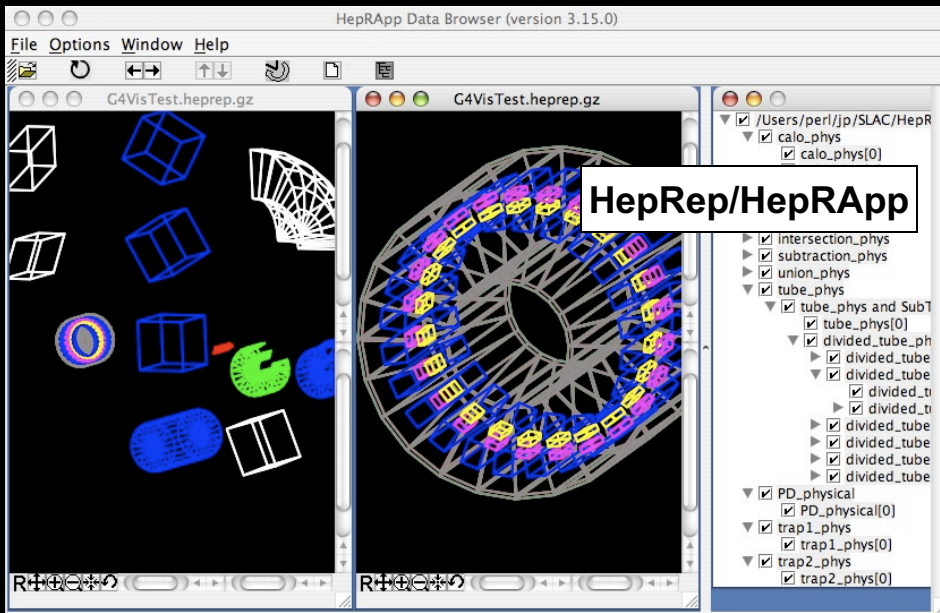 HepRApp Data Browser (version 3.15.0)
File Options Window Help
G4VisTest.heprep.gz
G4VisTest.heprep.gz
/Users/perl/jp/SLAC/HepR
calo_phys
calo_phys[0]
HepRep/HepRApp
intersection_phys
subtraction_phys
union_phys
tube_phys
tube_phys and SubT
tube_phys[0]
divided_tube_ph
divided_tube
divided_tube
divided_t
divided_t
divided_tube
divided_tube
divided_tube
divided_tube
PD_physical
PD_physical[0]
trap1_phys
trap1_phys[0]
trap2_phys
trap2_phys[0]
R
R